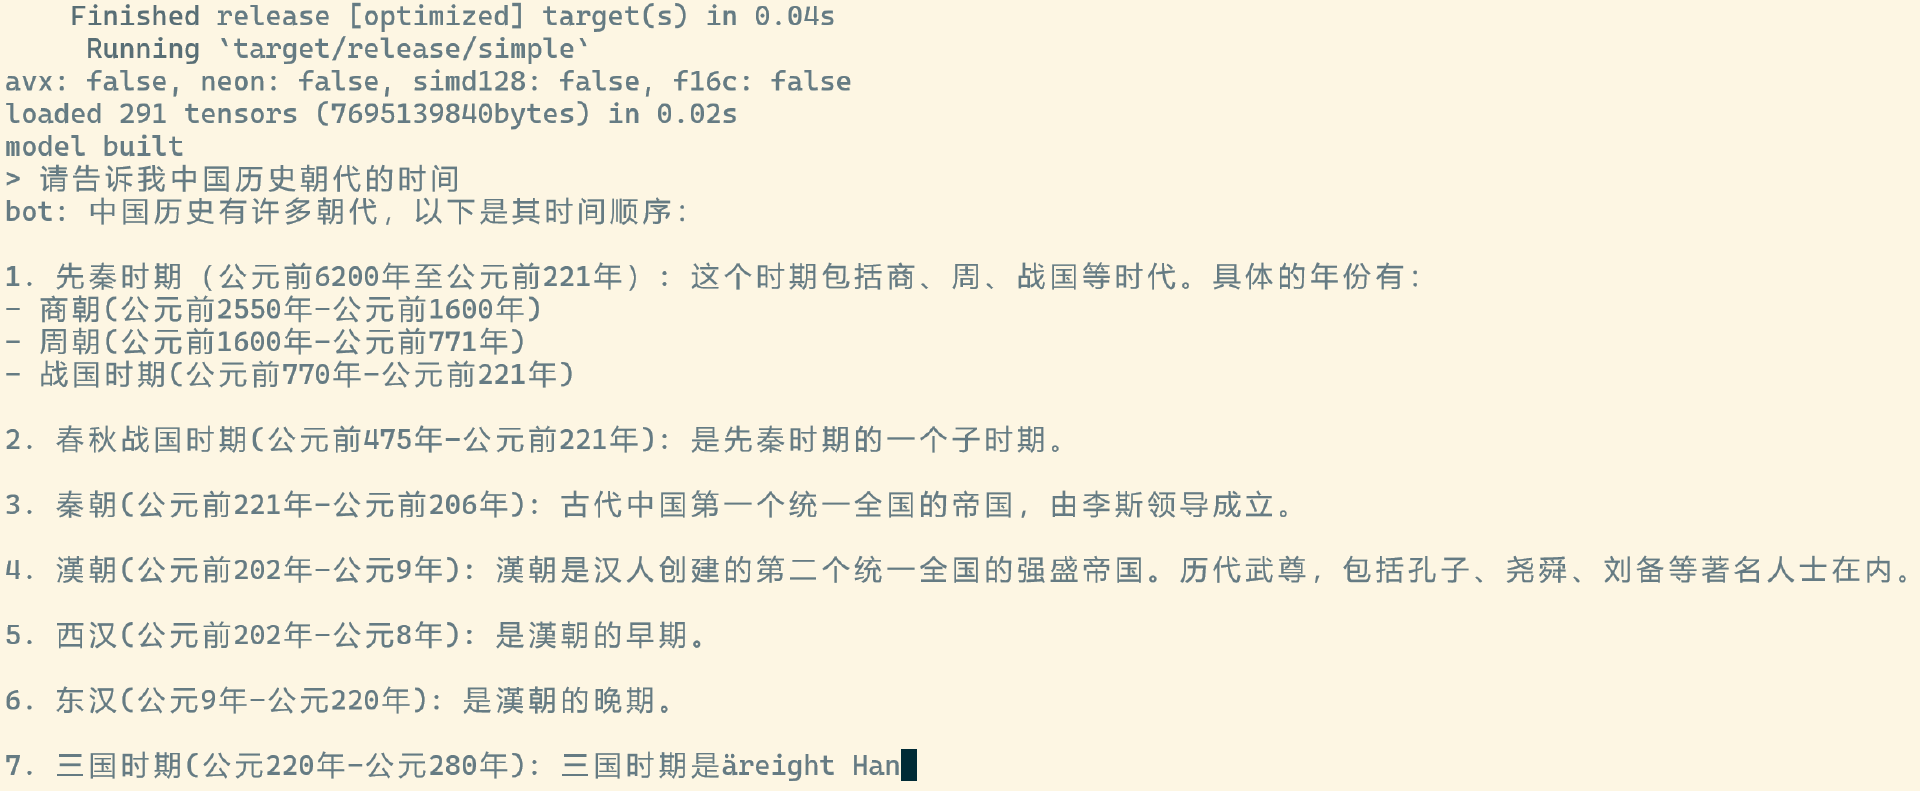 Finished release [optimized] target(s) in 0.04s
Running `target/release/simple`
avx: false, neon: false, simd128: false, f16c: false
loaded 291 tensors (7695139840bytes) in 0.02s
model built
> 请告诉我中国历史朝代的时间
bot: 中国历史有许多朝代，以下是其时间顺序：
1. 先秦时期（公元前6200年至公元前221年）：这个时期包括商、周、战国等时代。具体的年份有：
- 商朝(公元前2550年-公元前1600年)
- 周朝(公元前1600年-公元前771年)
- 战国时期(公元前770年-公元前221年)
2. 春秋战国时期(公元前475年-公元前221年)：是先秦时期的一个子时期。
3. 秦朝(公元前221年-公元前206年)：古代中国第一个统一全国的帝国，由李斯领导成立。
4. 漢朝(公元前202年-公元9年)：漢朝是汉人创建的第二个统一全国的强盛帝国。历代武尊，包括孔子、尧舜、刘备等著名人士在内。
5. 西汉(公元前202年-公元8年)：是漢朝的早期。
6. 东汉(公元9年-公元220年)：是漢朝的晚期。
7. 三国时期(公元220年-公元280年)：三国时期是äreight Han